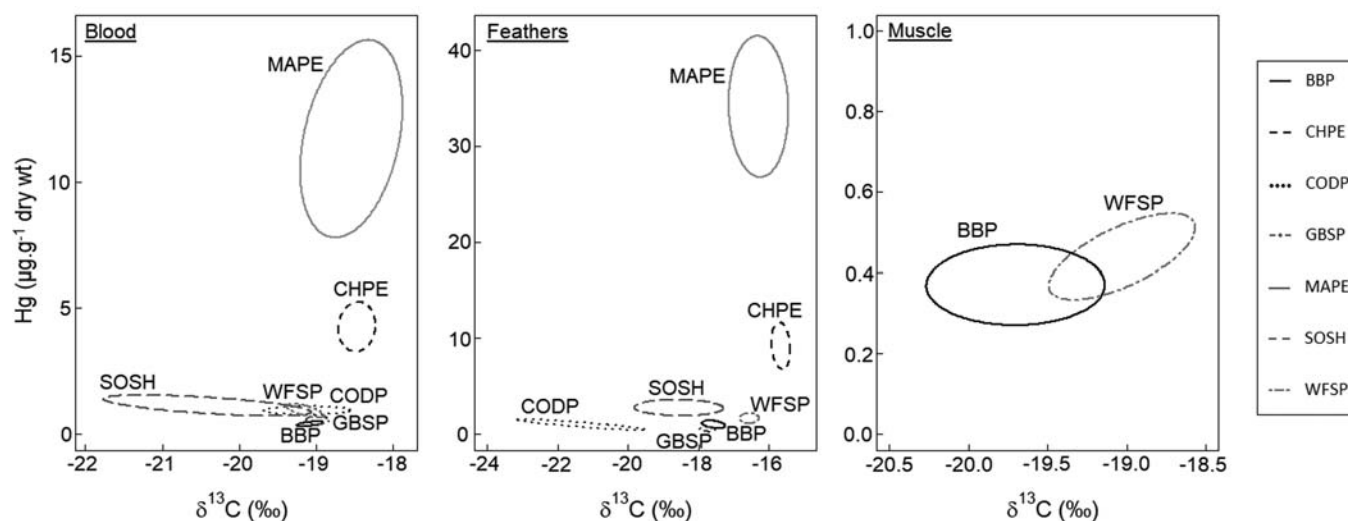 Blood
MAPE
CHPE
SOSH
WFSP
CODP
GBSP
BBP
15
10
5
0
Hg (µg.g⁻¹ dry wt)
-22 -21 -20 -19 -18
δ¹³C (‰)
Feathers
MAPE
CHPE
SOSH
CODP
WFSP
GBSP
BBP
40
30
20
10
0
-24 -22 -20 -18 -16
δ¹³C (‰)
Muscle
WFSP
BBP
1.0
0.8
0.6
0.4
0.2
0.0
-20.5 -20.0 -19.5 -19.0 -18.5
δ¹³C (‰)
BBP
CHPE
CODP
GBSP
MAPE
SOSH
WFSP